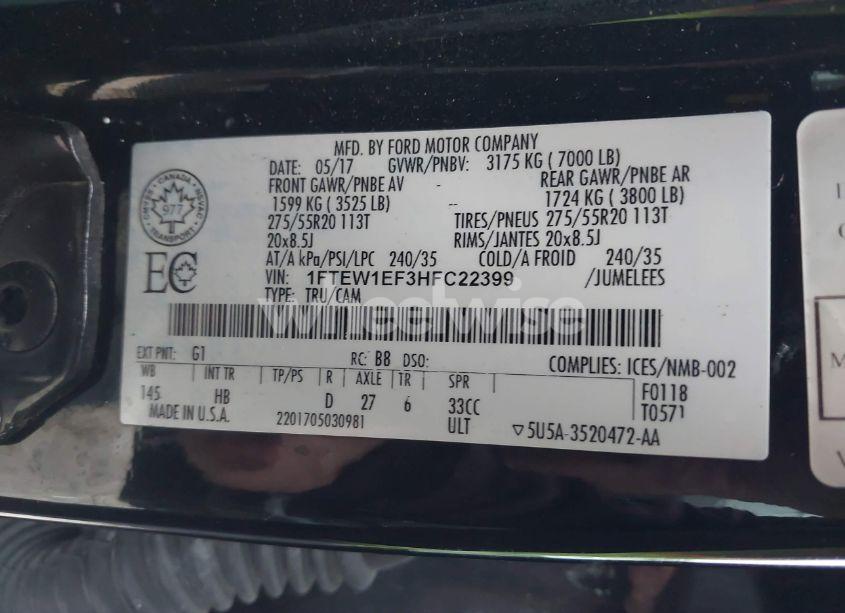 MFD. BY FORD MOTOR COMPANY
DATE: 05/17 GVWR/PNBV: 3175 KG ( 7000 LB)
FRONT GAWR/PNBE AV - REAR GAWR/PNBE AR
1599 KG ( 3525 LB) -- 1724 KG ( 3800 LB)
275/55R20 113T TIRES/PNEUS 275/55R20 113T
20x8.5J RIMS/JANTES 20x8.5J
AT/A kPa/PSI/LPC 240/35 COLD/A FROID 240/35
VIN: 1FTEW1EF3HFC22399 /JUMELEES
TYPE: TRU/CAM
CANADA
977
TRANSPORT
EC
wheelwise
EXT PNT: G1 RC: B8 DSO: COMPLIES: ICES/NMB-002
WB INT TR TP/PS R AXLE TR SPR F0118
145 HB D 27 6 33CC T0571
MADE IN U.S.A. 2201705030981 ULT ▽5U5A-3520472-AA